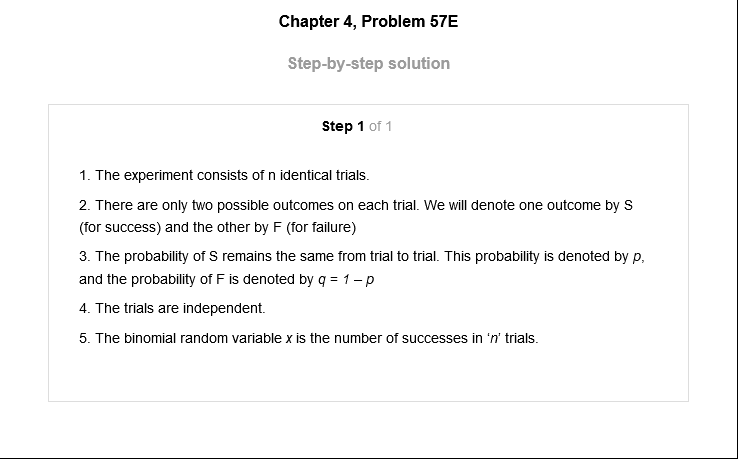 Chapter 4, Problem 57E
Step-by-step solution
Step 1 of 1
1. The experiment consists of n identical trials.
2. There are only two possible outcomes on each trial. We will denote one outcome by S
(for success) and the other by F (for failure)
3. The probability of S remains the same from trial to trial. This probability is denoted by p,
and the probability of F is denoted by q = 1 – p
4. The trials are independent.
5. The binomial random variable x is the number of successes in ‘n’ trials.